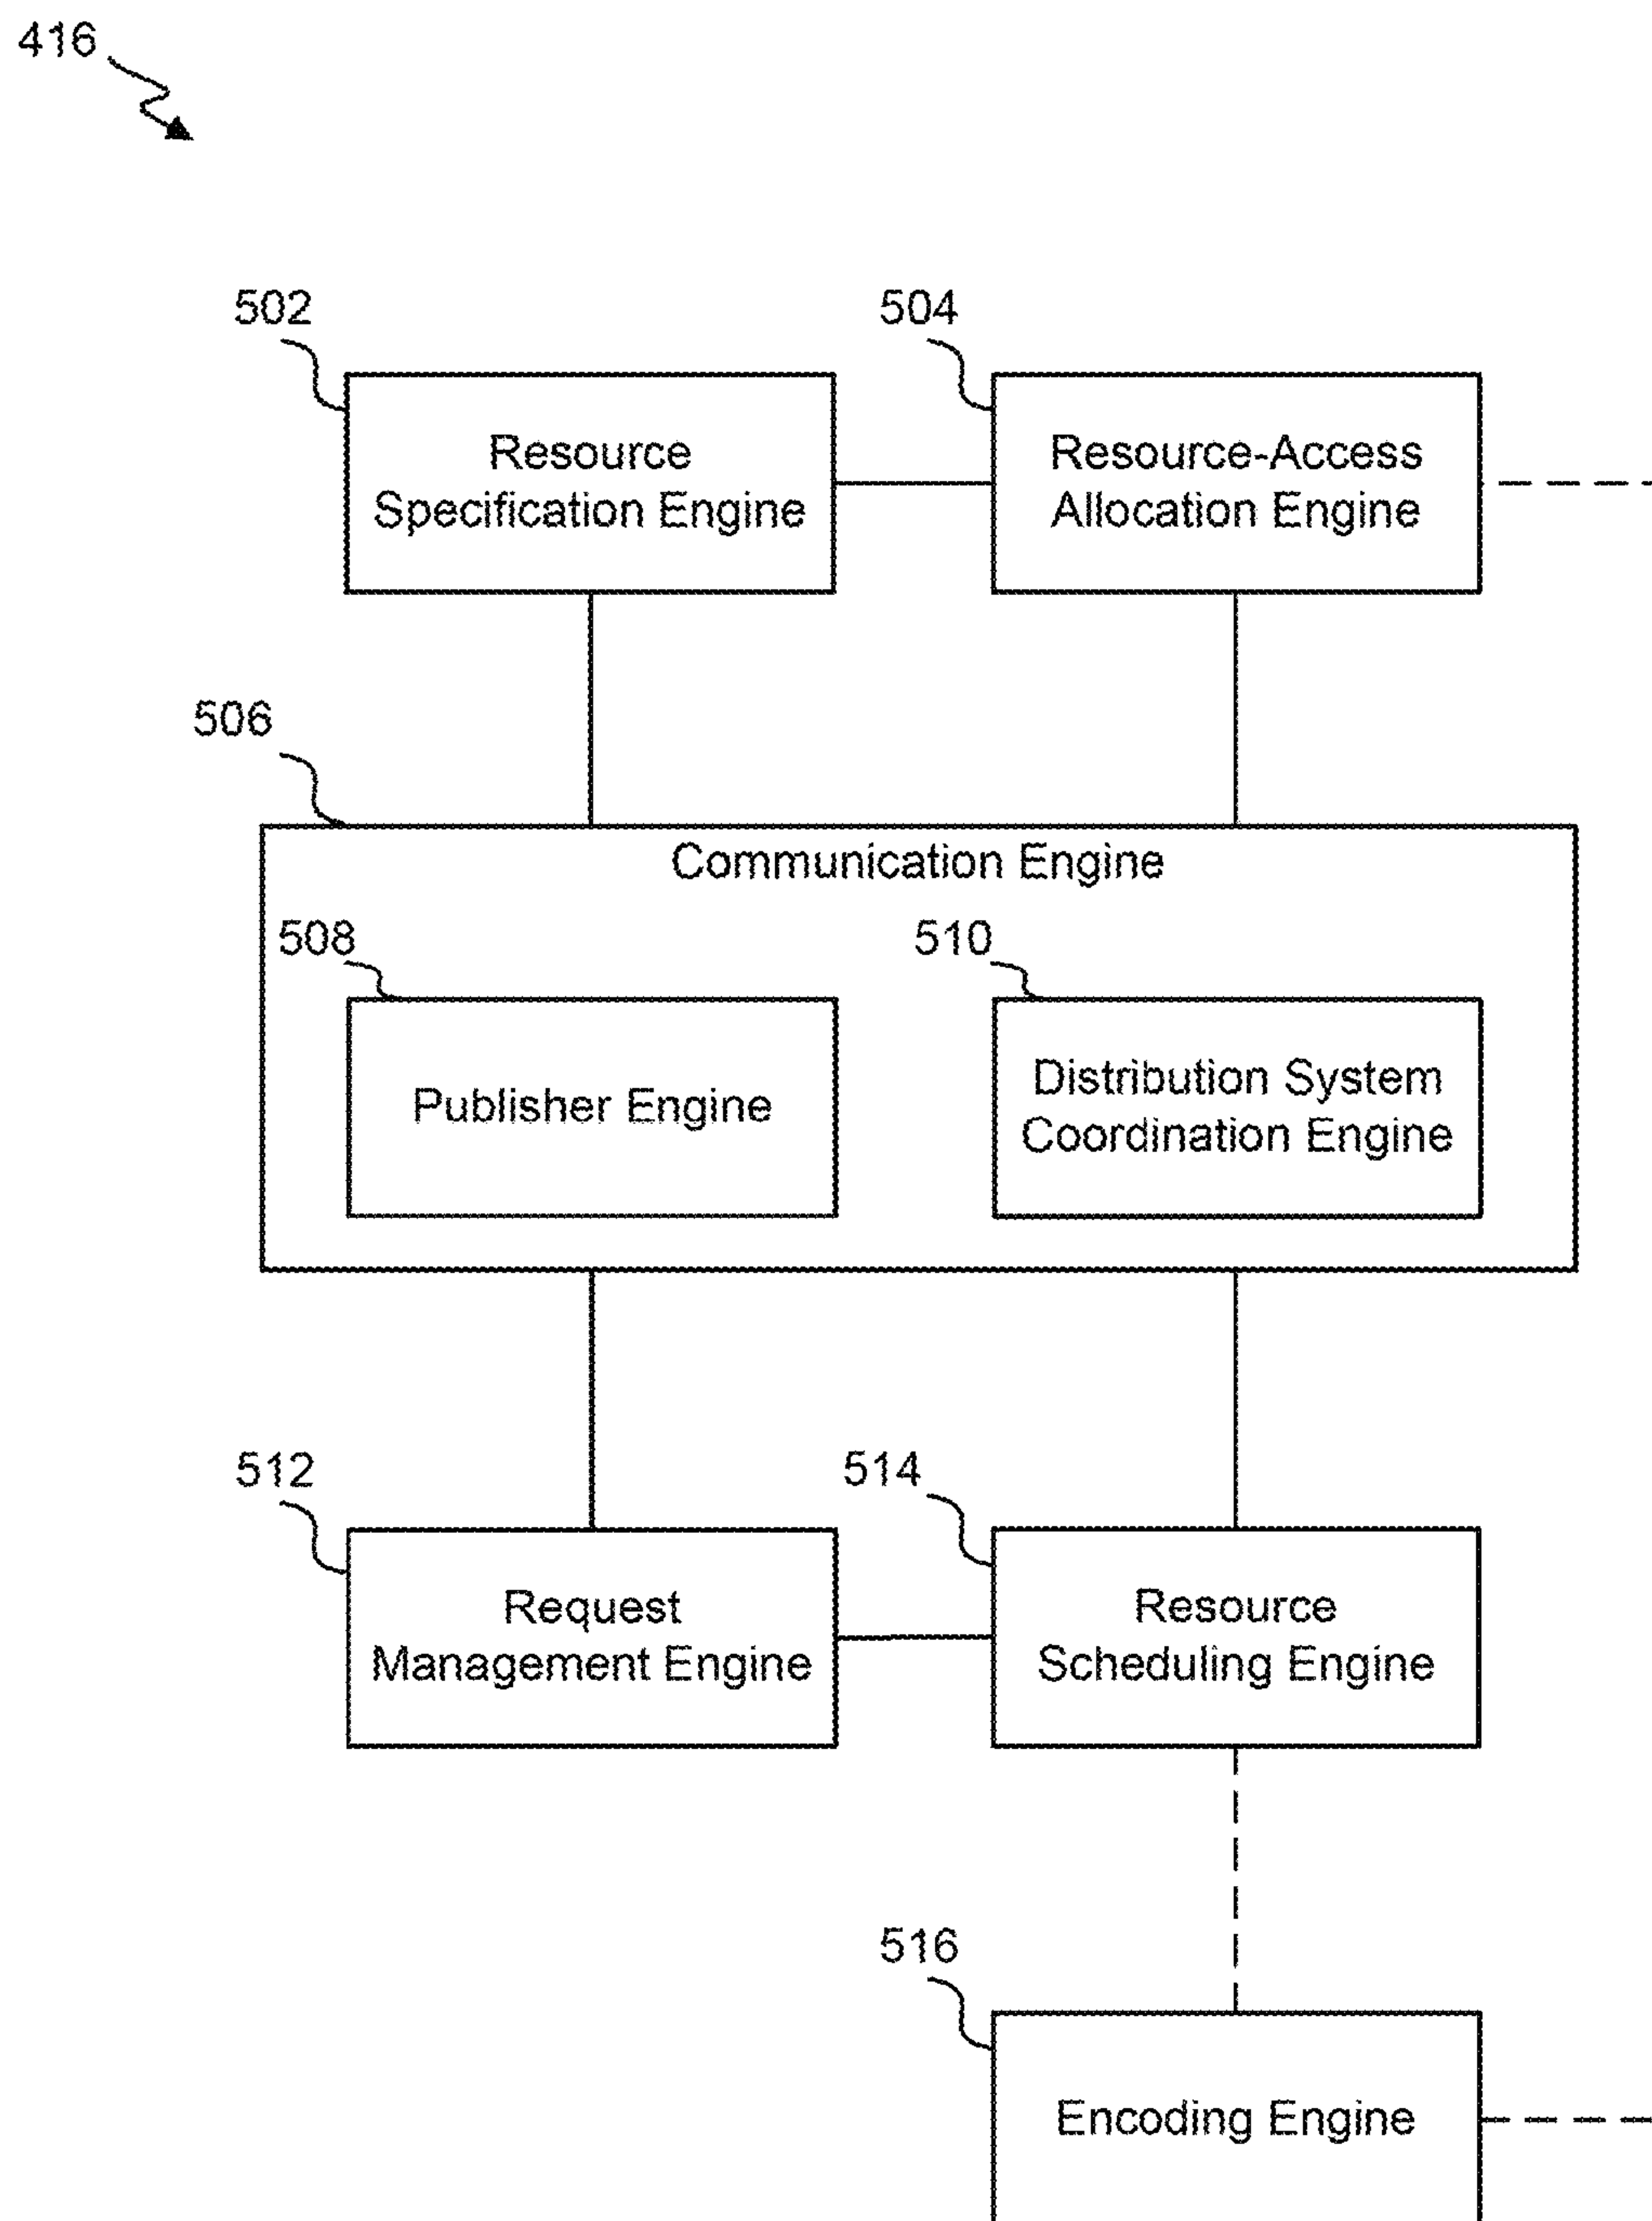 416
502
504
Resource
Specification Engine
Resource-Access
Allocation Engine
506
Communication Engine
508
510
Publisher Engine
Distribution System
Coordination Engine
512
514
Request
Management Engine
Resource
Scheduling Engine
516
Encoding Engine